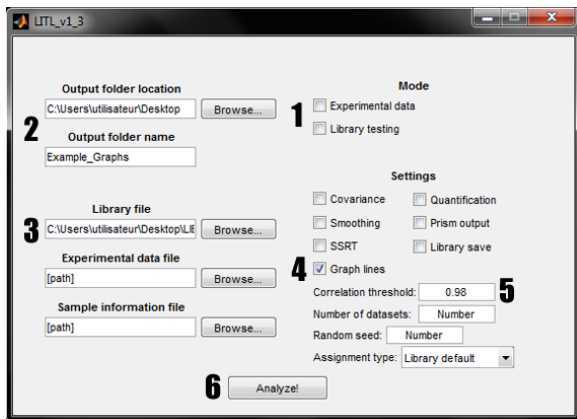 LITL_v1_3
Output folder location
C:\Users\utilisateur\Desktop
Browse...
2
Output folder name
Example_Graphs
Library file
3
C:\Users\utilisateur\Desktop\LIE
Browse...
Experimental data file
[path]
Browse...
Sample information file
[path]
Browse...
Mode
1
Experimental data
Library testing
Settings
Covariance
Quantification
Smoothing
Prism output
SSRT
Library save
4
Graph lines
Correlation threshold:
0.98
5
Number of datasets:
Number
Random seed:
Number
Assignment type:
Library default
6
Analyze!